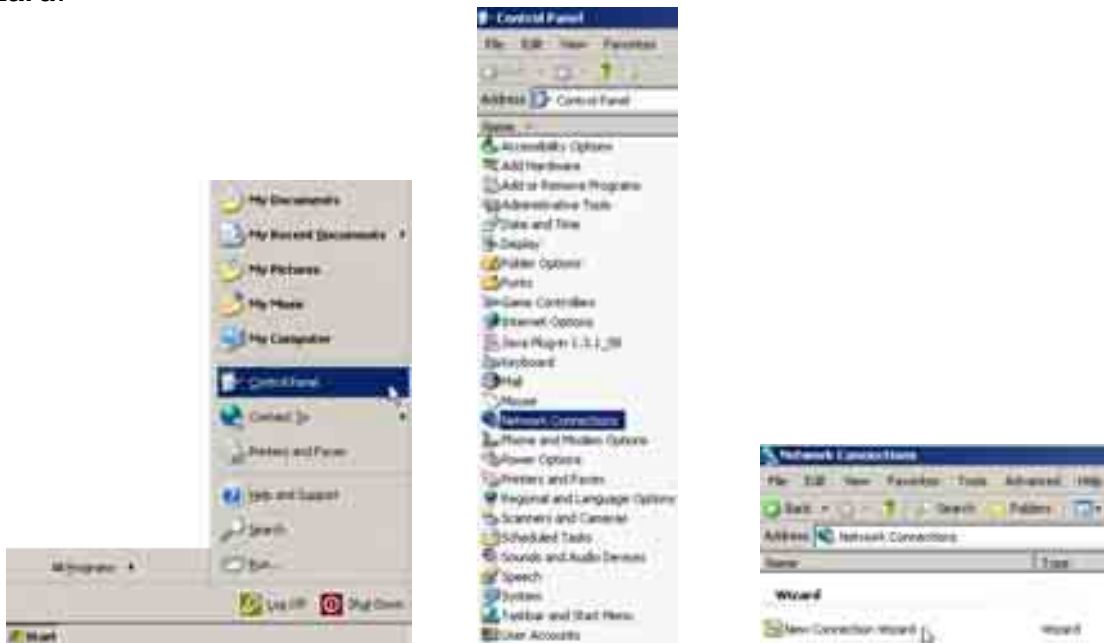 My Documents
My Recent Documents
My Pictures
My Music
My Computer
Control Panel
Connect To
Printers and Faxes
Help and Support
Search
Run...
All Programs
Log Off Shut Down
Start
Control Panel
File Edit View Favorites
Address Control Panel
Name
Accessibility Options
Add Hardware
Add or Remove Programs
Administrative Tools
Date and Time
Display
Folder Options
Fonts
Game Controllers
Internet Options
Java Plug-in 1.3.1_08
Keyboard
Mail
Mouse
Network Connections
Phone and Modem Options
Power Options
Printers and Faxes
Regional and Language Options
Scanners and Cameras
Scheduled Tasks
Sounds and Audio Devices
Speech
System
Taskbar and Start Menu
User Accounts
Network Connections
File Edit View Favorites Tools Advanced Help
Back Search Folders
Address Network Connections
Name Type
Wizard
New Connection Wizard Wizard